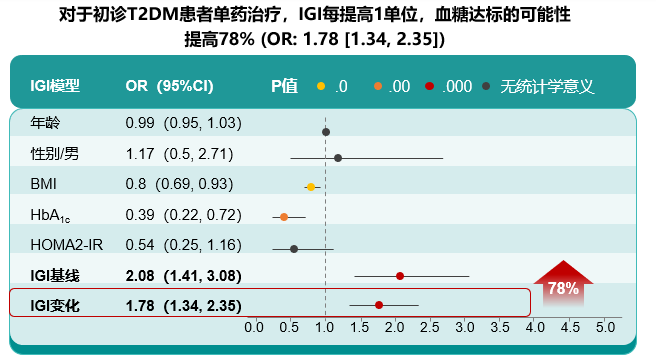 对于初诊T2DM患者单药治疗，IGI每提高1单位，血糖达标的可能性
提高78% (OR: 1.78 [1.34, 2.35])
IGI模型 OR (95%CI) P值 .0 .00 .000 无统计学意义
年龄 0.99 (0.95, 1.03)
性别/男 1.17 (0.5, 2.71)
BMI 0.8 (0.69, 0.93)
HbA1c 0.39 (0.22, 0.72)
HOMA2-IR 0.54 (0.25, 1.16)
IGI基线 2.08 (1.41, 3.08)
IGI变化 1.78 (1.34, 2.35)
78%
0.0 0.5 1.0 1.5 2.0 2.5 3.0 3.5 4.0 4.5 5.0